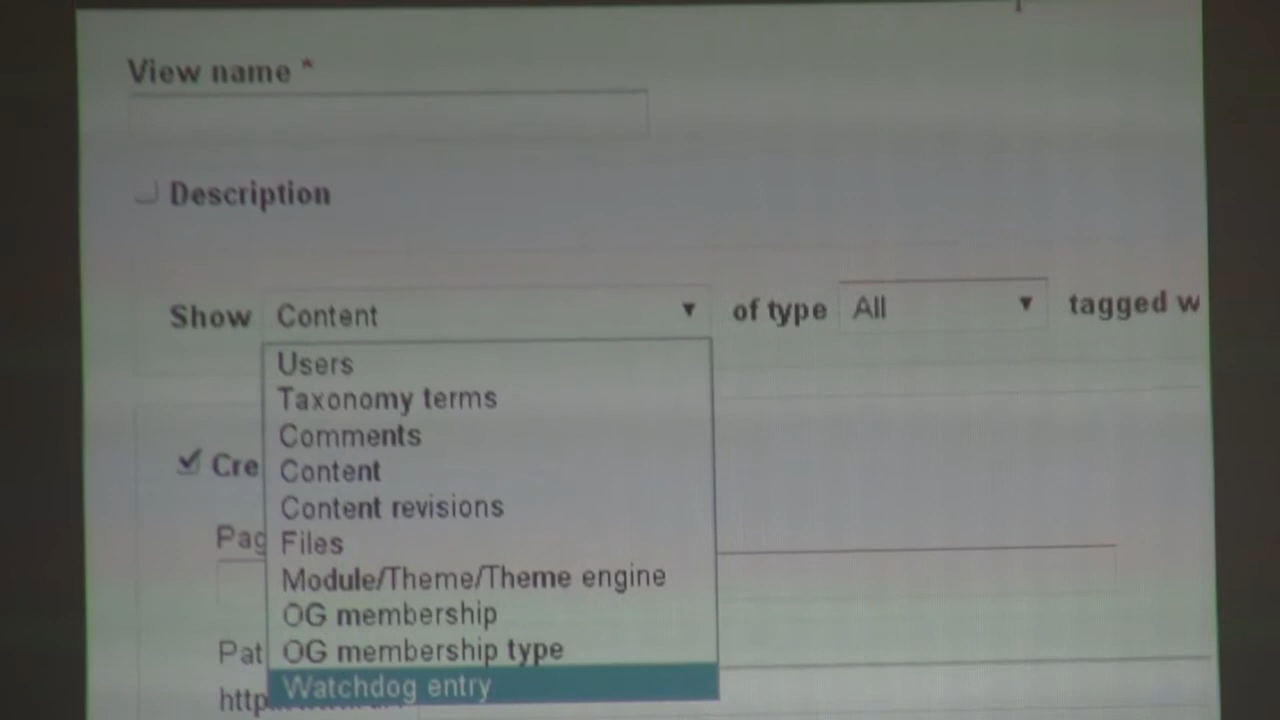 View name *
Description
Show Content of type All tagged w
Users
Taxonomy terms
Comments
Cre Content
Content revisions
Pag Files
Module/Theme/Theme engine
OG membership
Pat OG membership type
Watchdog entry
http